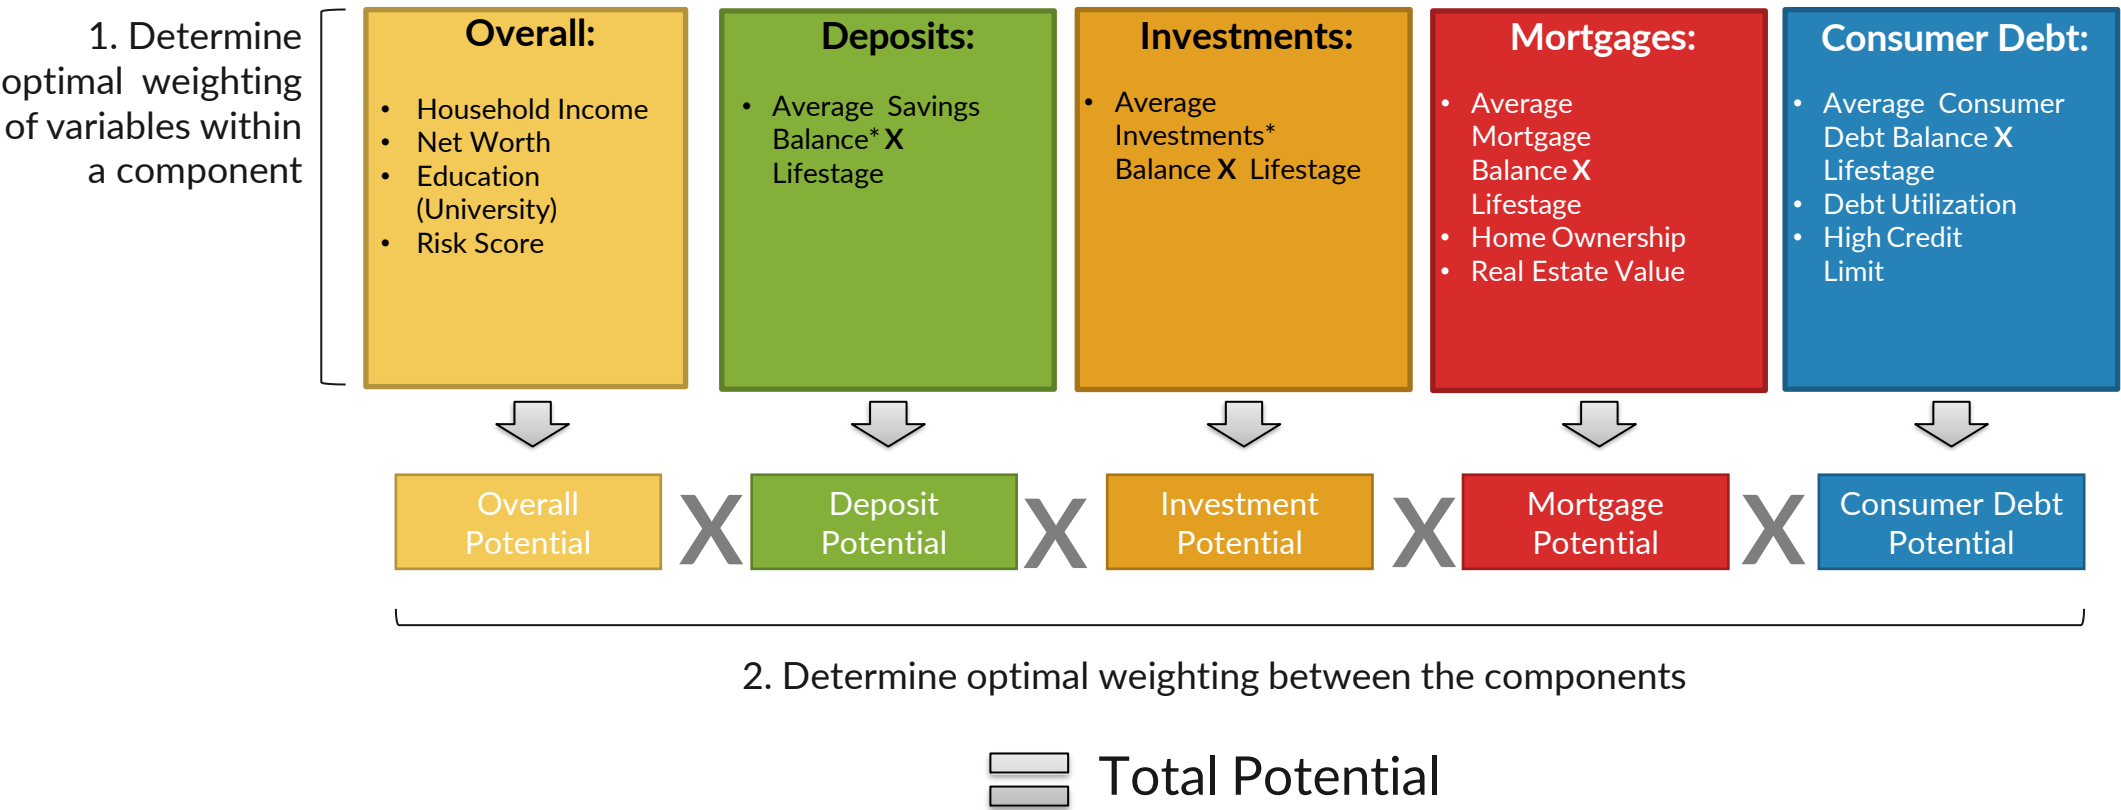 1. Determine
optimal weighting
of variables within
a component
Overall:
• Household Income
• Net Worth
• Education
(University)
• Risk Score
Deposits:
• Average Savings
Balance* X
Lifestage
Investments:
• Average
Investments*
Balance X Lifestage
Mortgages:
• Average
Mortgage
Balance X
Lifestage
• Home Ownership
• Real Estate Value
Consumer Debt:
• Average Consumer
Debt Balance X
Lifestage
• Debt Utilization
• High Credit
Limit
Overall
Potential
X
Deposit
Potential
X
Investment
Potential
X
Mortgage
Potential
X
Consumer Debt
Potential
2. Determine optimal weighting between the components
= Total Potential